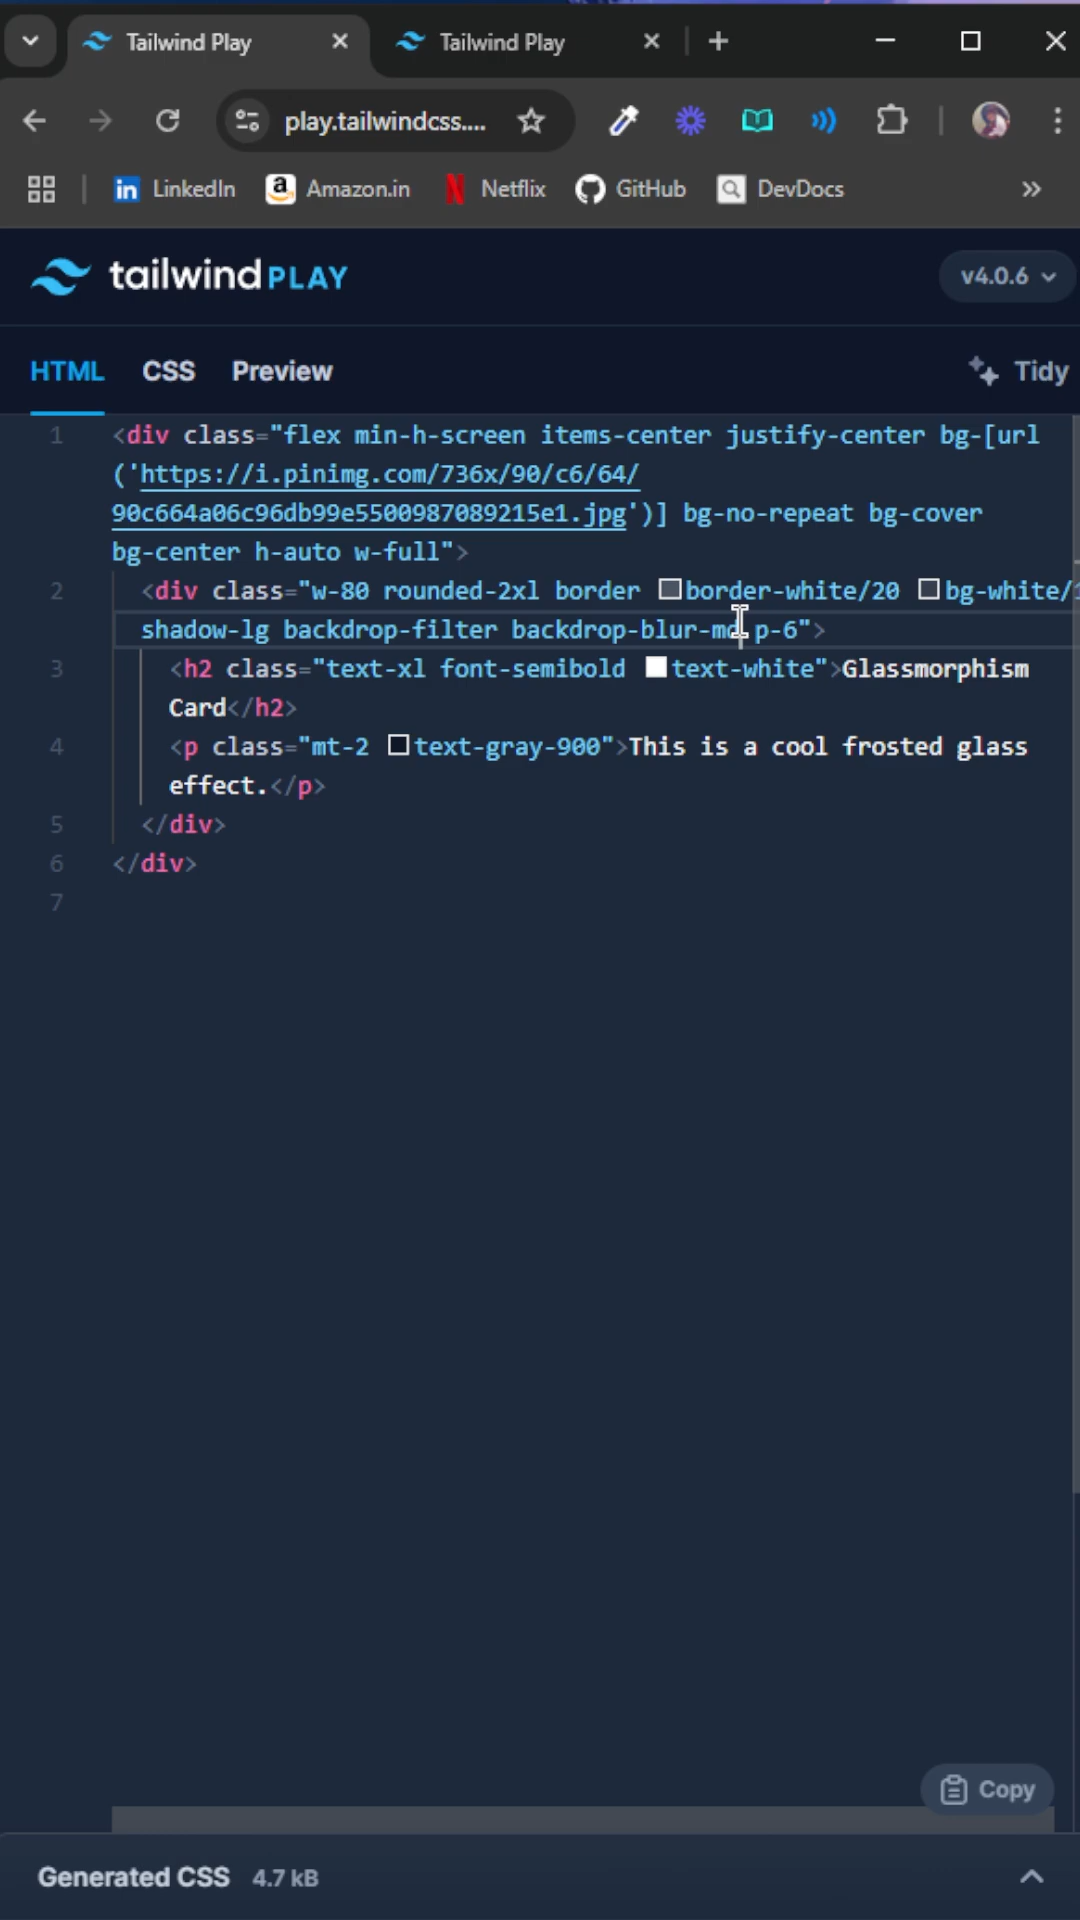 Tailwind Play
Tailwind Play
play.tailwindcss....
LinkedIn
Amazon.in
Netflix
GitHub
DevDocs
tailwind PLAY
v4.0.6
HTML
CSS
Preview
Tidy
1 <div class="flex min-h-screen items-center justify-center bg-[url
('https://i.pinimg.com/736x/90/c6/64/
90c664a06c96db99e5500987089215e1.jpg')] bg-no-repeat bg-cover
bg-center h-auto w-full">
2 <div class="w-80 rounded-2xl border border-white/20 bg-white/1
shadow-lg backdrop-filter backdrop-blur-md p-6">
3 <h2 class="text-xl font-semibold text-white">Glassmorphism
Card</h2>
4 <p class="mt-2 text-gray-900">This is a cool frosted glass
effect.</p>
5 </div>
6 </div>
7
Copy
Generated CSS 4.7 kB